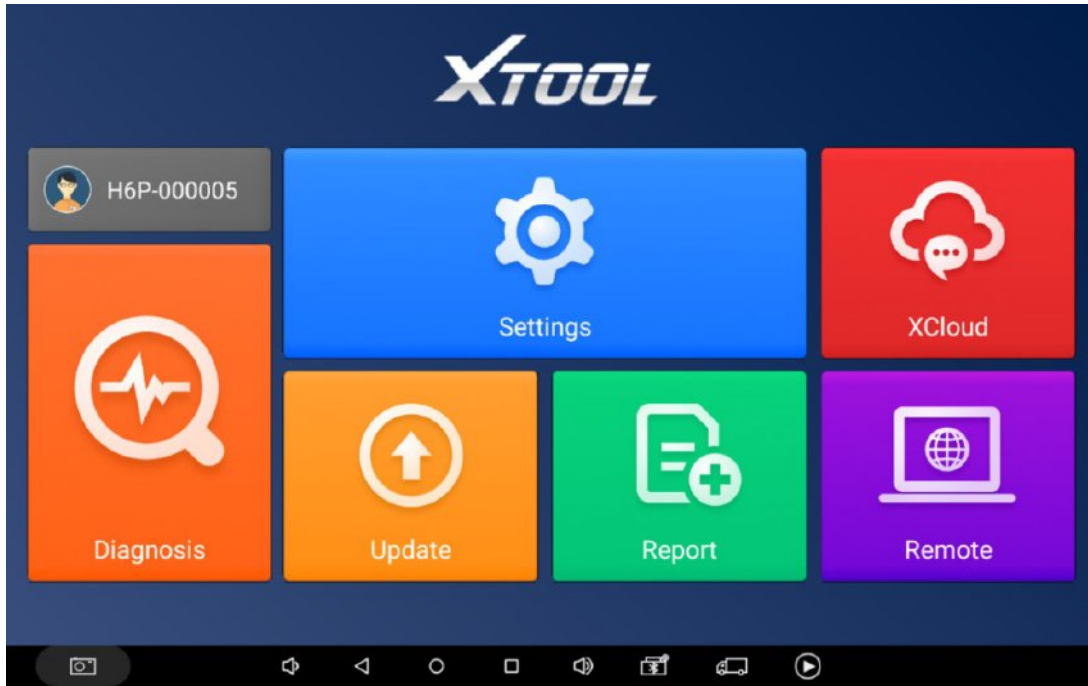 XTOOL
H6P-000005
Settings
XCloud
Diagnosis
Update
Report
Remote